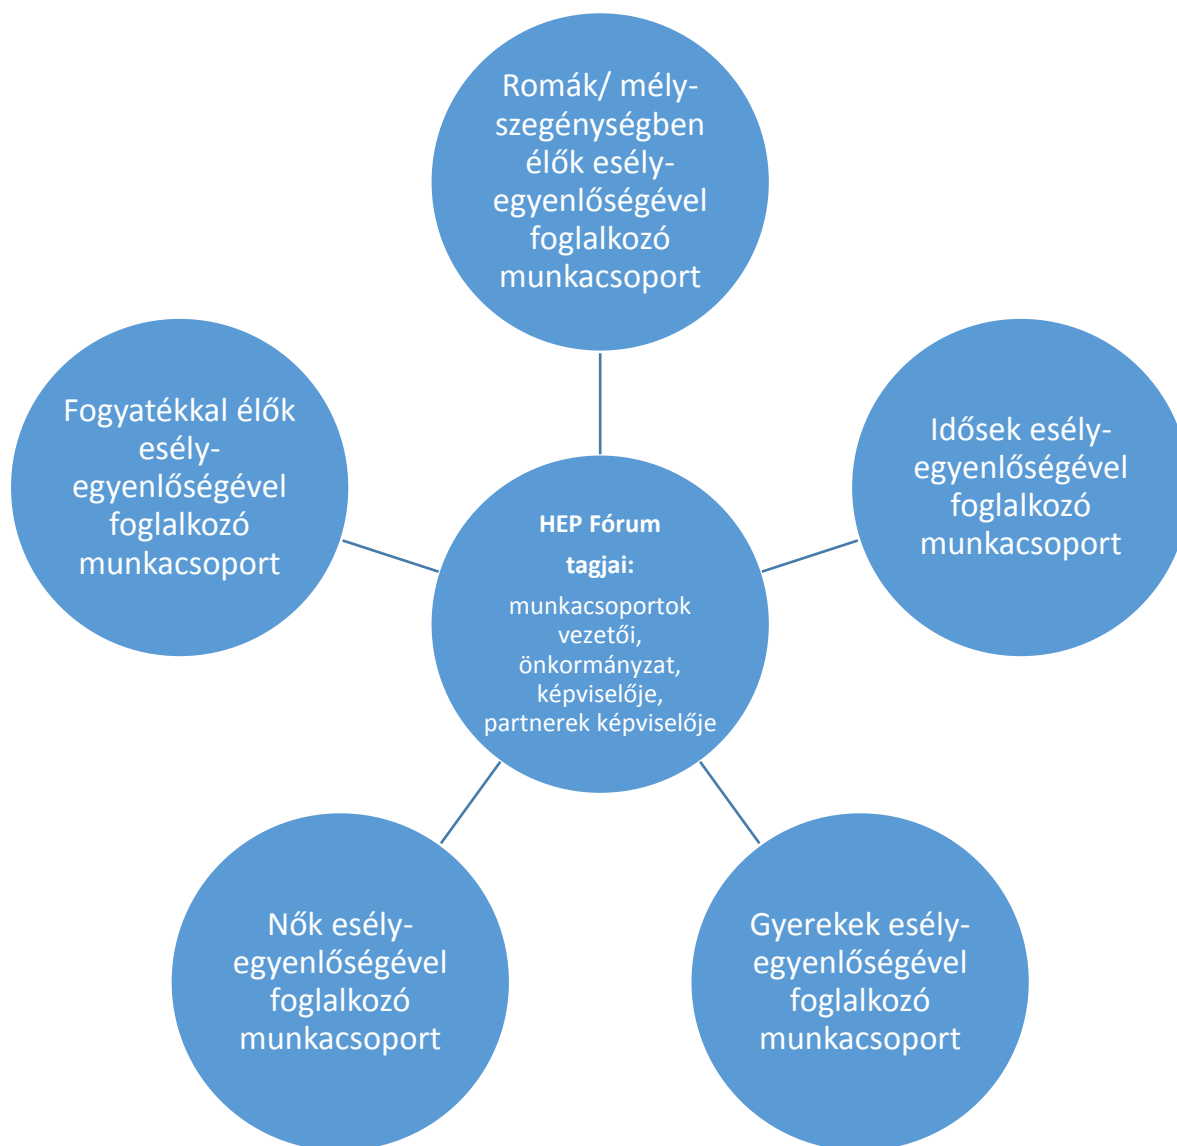 Romák/ mély-
szegénységben
élők esély-
egyenlőségével
foglalkozó
munkacsoport
Fogyatékkal élők
esély-
egyenlőségével
foglalkozó
munkacsoport
Idősek esély-
egyenlőségével
foglalkozó
munkacsoport
HEP Fórum
tagjai:
munkacsoportok
vezetői,
önkormányzat,
képviselője,
partnerek képviselője
Nők esély-
egyenlőségével
foglalkozó
munkacsoport
Gyerekek esély-
egyenlőségével
foglalkozó
munkacsoport